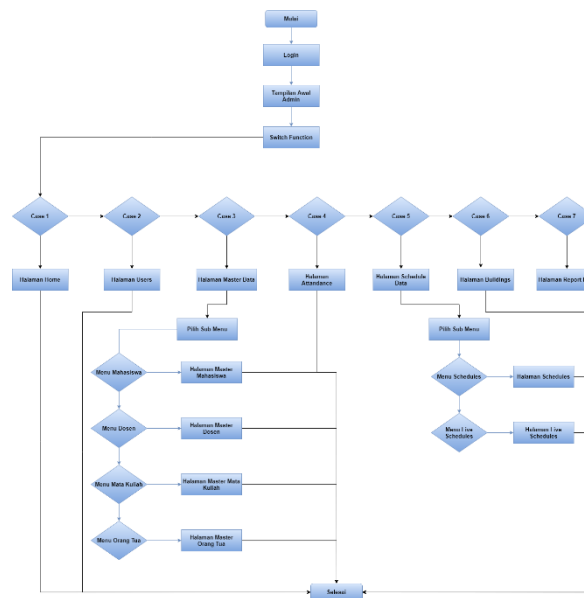 Mulai
Login
Tampilan Awal
Admin
Switch Function
Case 1
Case 2
Case 3
Case 4
Case 5
Case 6
Case 7
Halaman Home
Halaman Users
Halaman Master Data
Halaman
Attandance
Halaman Schedule
Data
Halaman Buildings
Halaman Report
Pilih Sub Menu
Pilih Sub Menu
Menu Mahasiswa
Halaman Master
Mahasiswa
Menu Schedules
Halaman Schedules
Menu Dosen
Halaman Master
Dosen
Menu Live
Schedules
Halaman Live
Schedules
Menu Mata Kuliah
Halaman Master Mata
Kuliah
Menu Orang Tua
Halaman Master
Orang Tua
Selesai